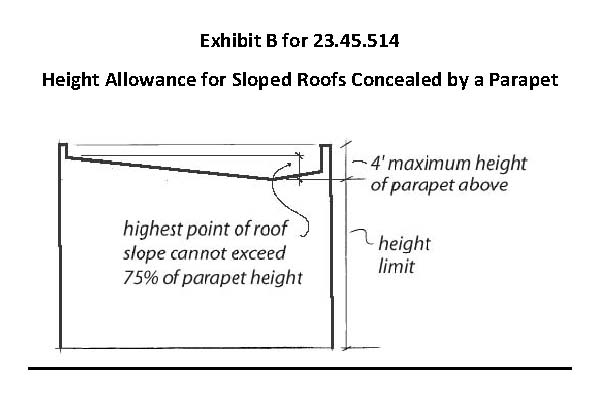 Exhibit B for 23.45.514
Height Allowance for Sloped Roofs Concealed by a Parapet
4' maximum height
of parapet above
highest point of roof
slope cannot exceed
75% of parapet height
height
limit